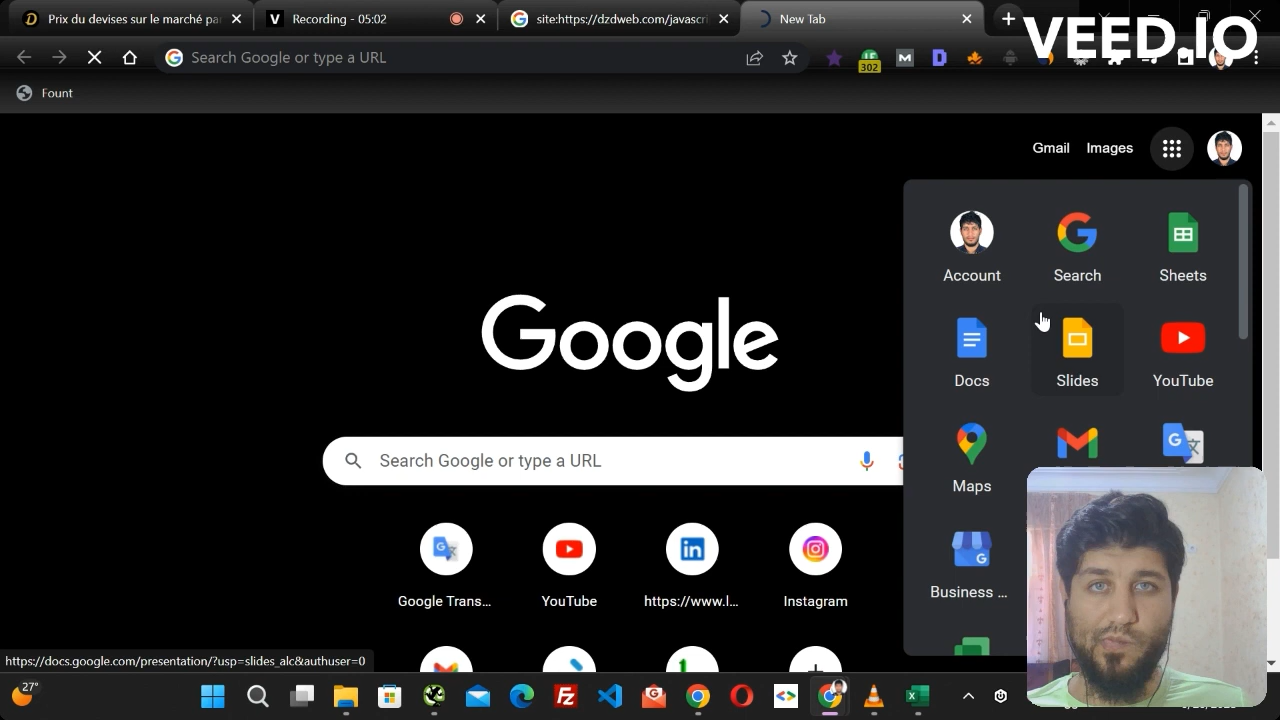 Prix du devises sur le marché pa
Recording - 05:02
site:https://dzdweb.com/javascri
New Tab
VEED.IO
Search Google or type a URL
302
Fount
Gmail
Images
Account
Search
Sheets
Google
Docs
Slides
YouTube
Search Google or type a URL
Maps
Business ...
Google Trans...
YouTube
https://www.l...
Instagram
https://docs.google.com/presentation/?usp=slides_alc&authuser=0
27°